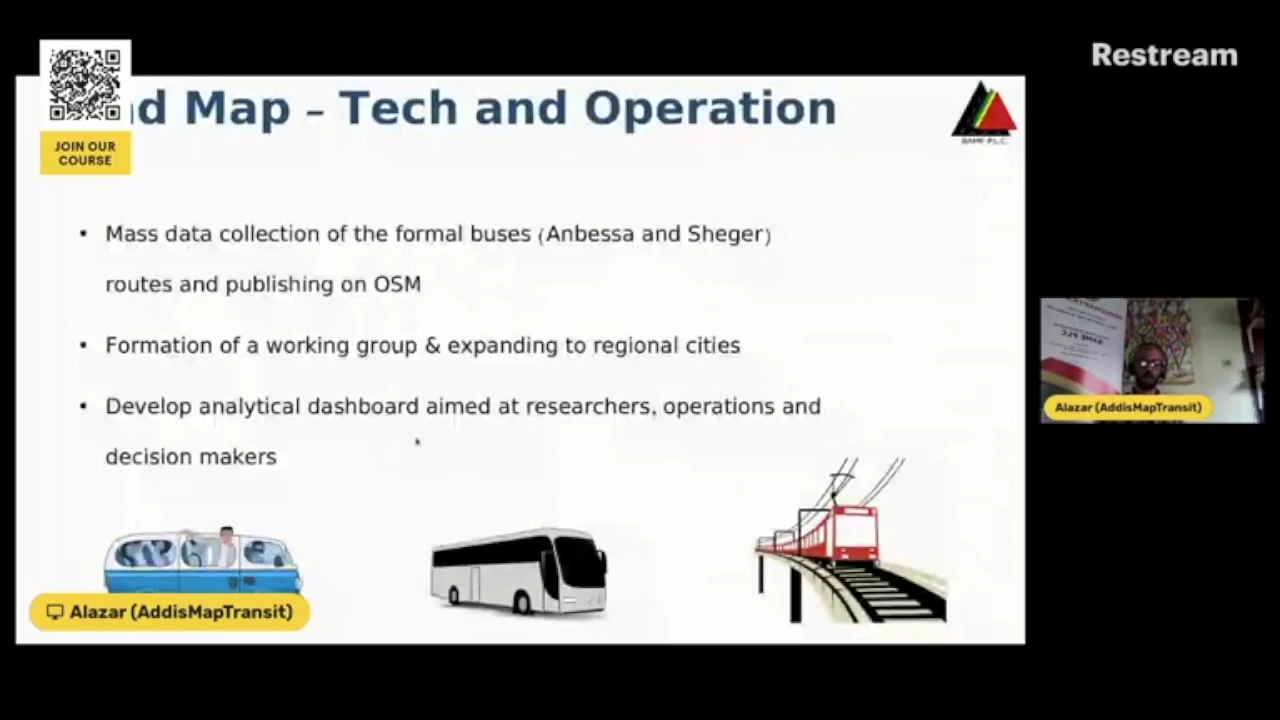 Restream
JOIN OUR
COURSE
d Map – Tech and Operation
BAME P.L.C.
• Mass data collection of the formal buses (Anbessa and Sheger)
routes and publishing on OSM
• Formation of a working group & expanding to regional cities
• Develop analytical dashboard aimed at researchers, operations and
decision makers
Alazar (AddisMapTransit)
Alazar (AddisMapTransit)